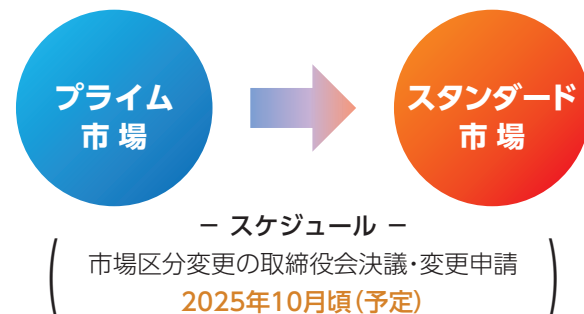 プライム
市場
スタンダード
市場
− スケジュール −
市場区分変更の取締役会決議・変更申請
2025年10月頃（予定）